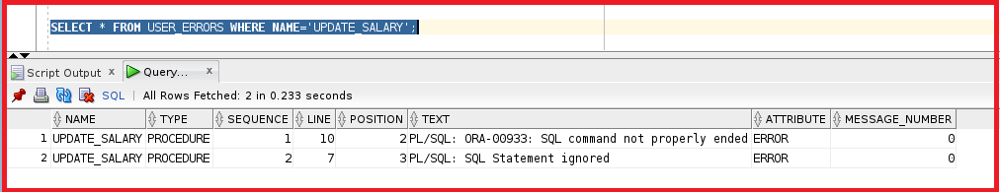 SELECT * FROM USER_ERRORS WHERE NAME='UPDATE_SALARY';
Script Output x Query... x
SQL All Rows Fetched: 2 in 0.233 seconds
NAME TYPE SEQUENCE LINE POSITION TEXT ATTRIBUTE MESSAGE_NUMBER
1 UPDATE_SALARY PROCEDURE 1 10 2 PL/SQL: ORA-00933: SQL command not properly ended ERROR 0
2 UPDATE_SALARY PROCEDURE 2 7 3 PL/SQL: SQL Statement ignored ERROR 0